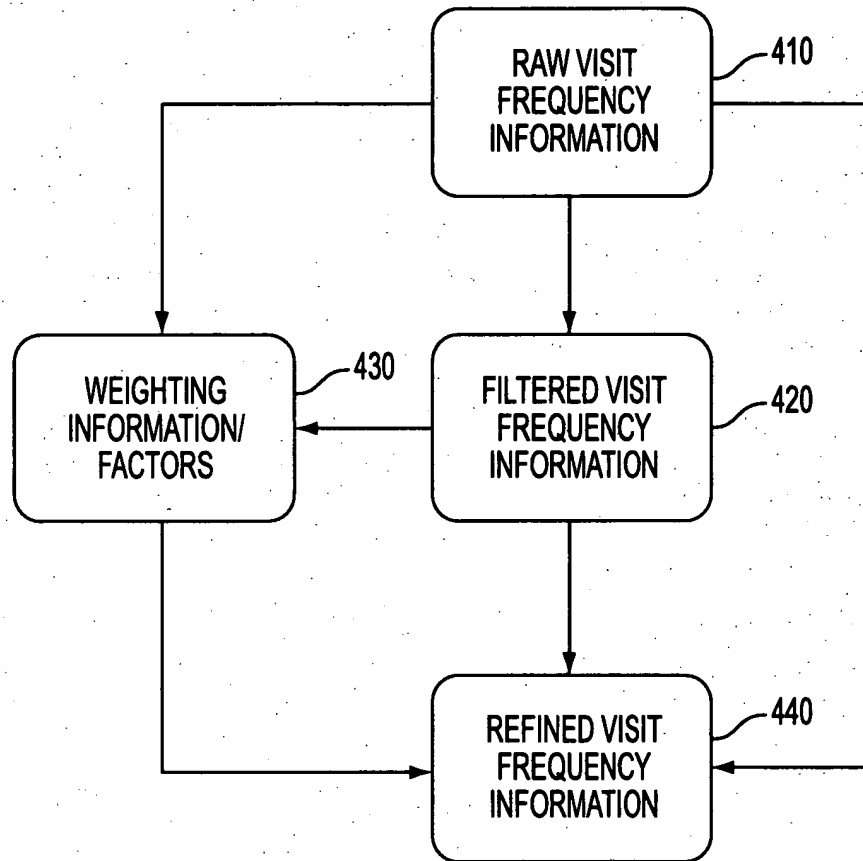 RAW VISIT
FREQUENCY
INFORMATION
410
WEIGHTING
INFORMATION/
FACTORS
430
FILTERED VISIT
FREQUENCY
INFORMATION
420
REFINED VISIT
FREQUENCY
INFORMATION
440